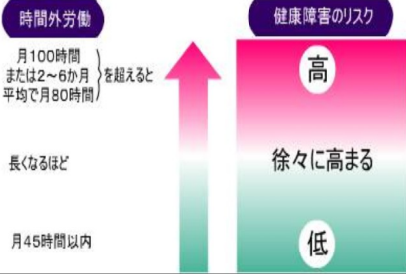 時間外労働
健康障害のリスク
月100時間
または2〜6か月
平均で月80時間
を超えると
高
長くなるほど
徐々に高まる
月45時間以内
低